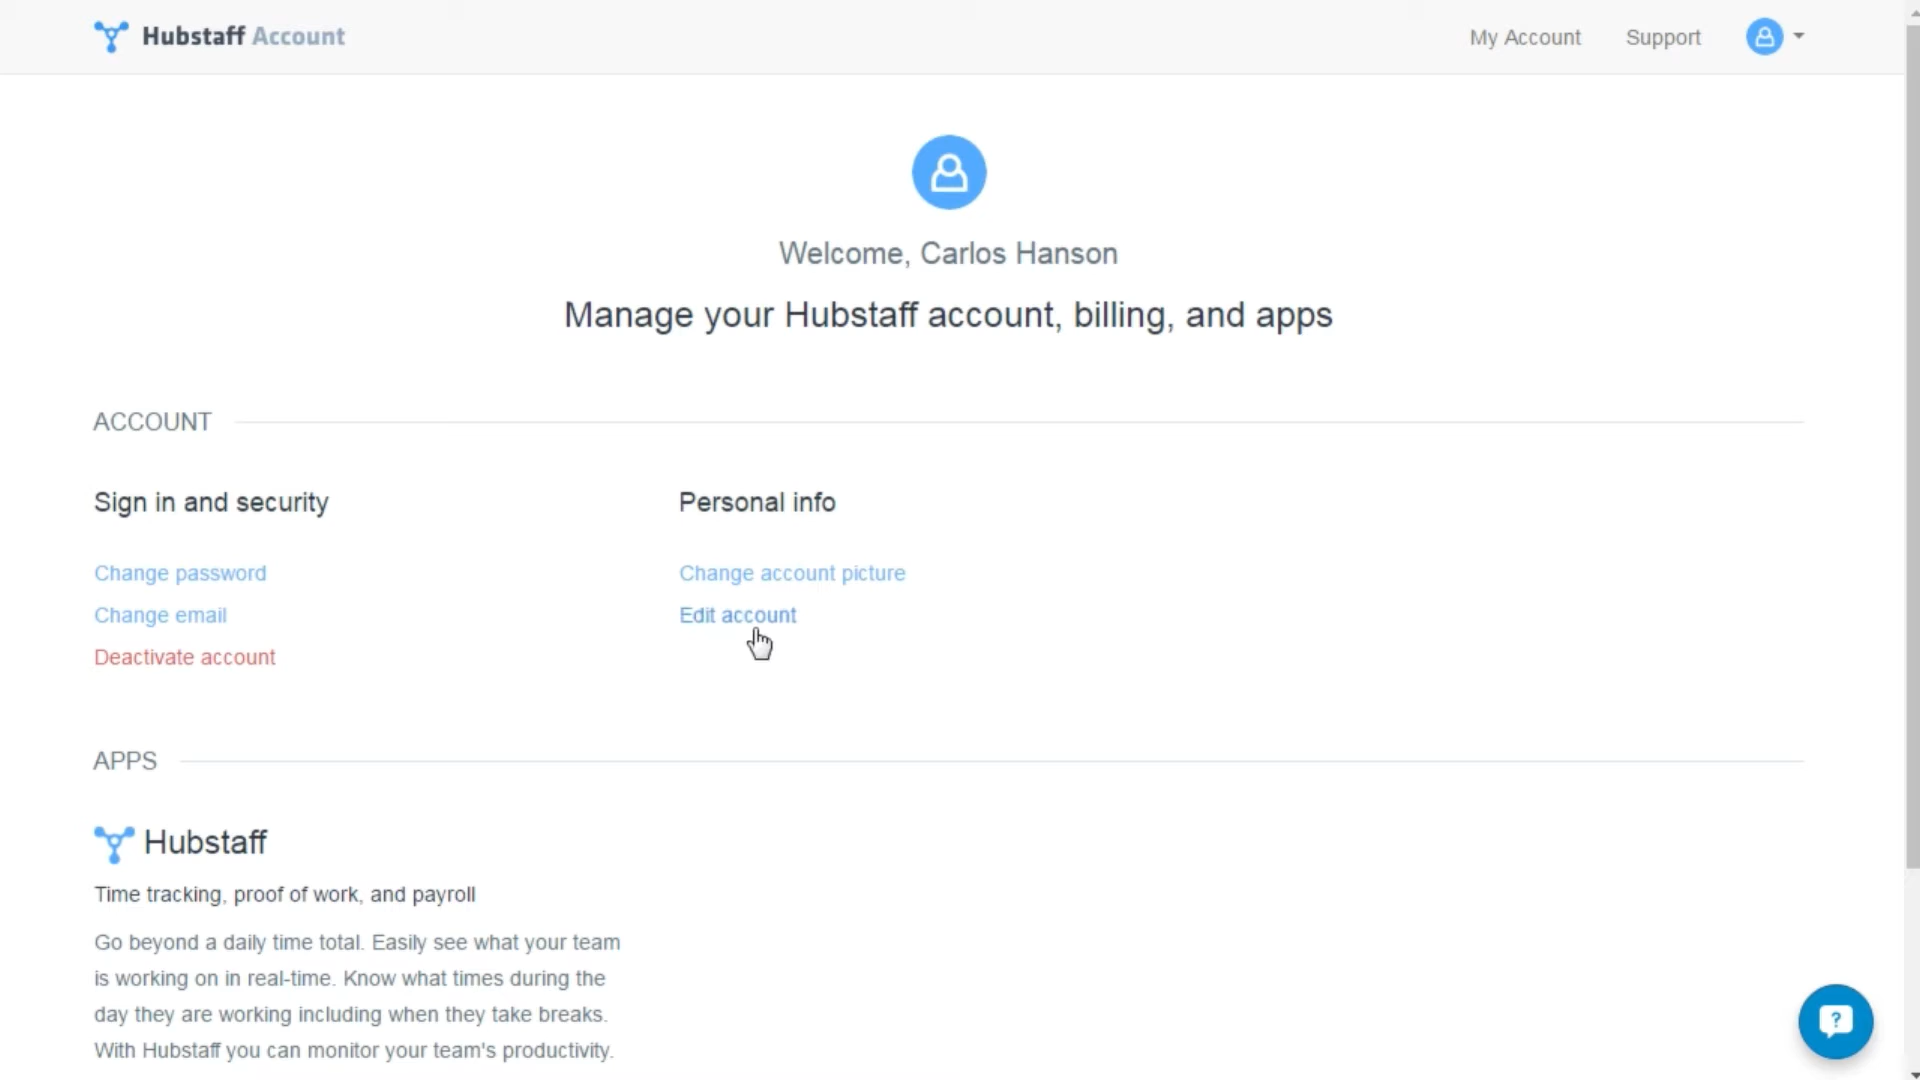 Hubstaff Account
My Account
Support
Welcome, Carlos Hanson
Manage your Hubstaff account, billing, and apps
ACCOUNT
Sign in and security
Personal info
Change password
Change account picture
Change email
Edit account
Deactivate account
APPS
Hubstaff
Time tracking, proof of work, and payroll
Go beyond a daily time total. Easily see what your team
is working on in real-time. Know what times during the
day they are working including when they take breaks.
With Hubstaff you can monitor your team's productivity.
?